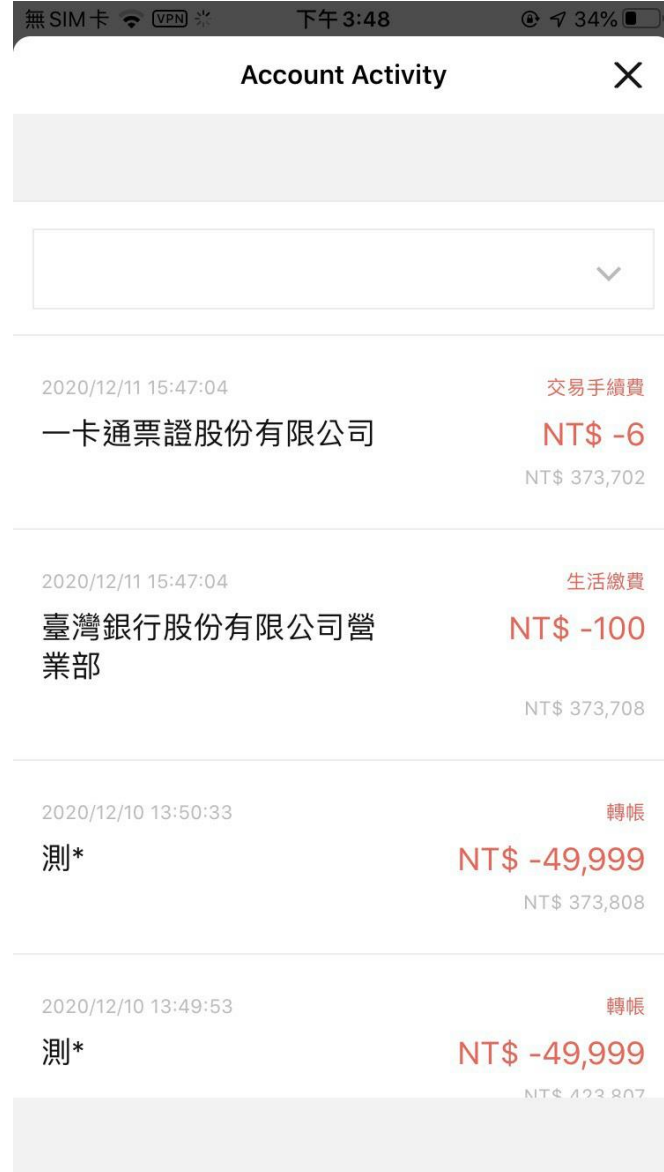 無SIM卡 VPN 下午3:48 34%
Account Activity
2020/12/11 15:47:04 交易手續費
一卡通票證股份有限公司 NT$ -6
NT$ 373,702
2020/12/11 15:47:04 生活繳費
臺灣銀行股份有限公司營 NT$ -100
業部
NT$ 373,708
2020/12/10 13:50:33 轉帳
測* NT$ -49,999
NT$ 373,808
2020/12/10 13:49:53 轉帳
測* NT$ -49,999
NT$ 423,807